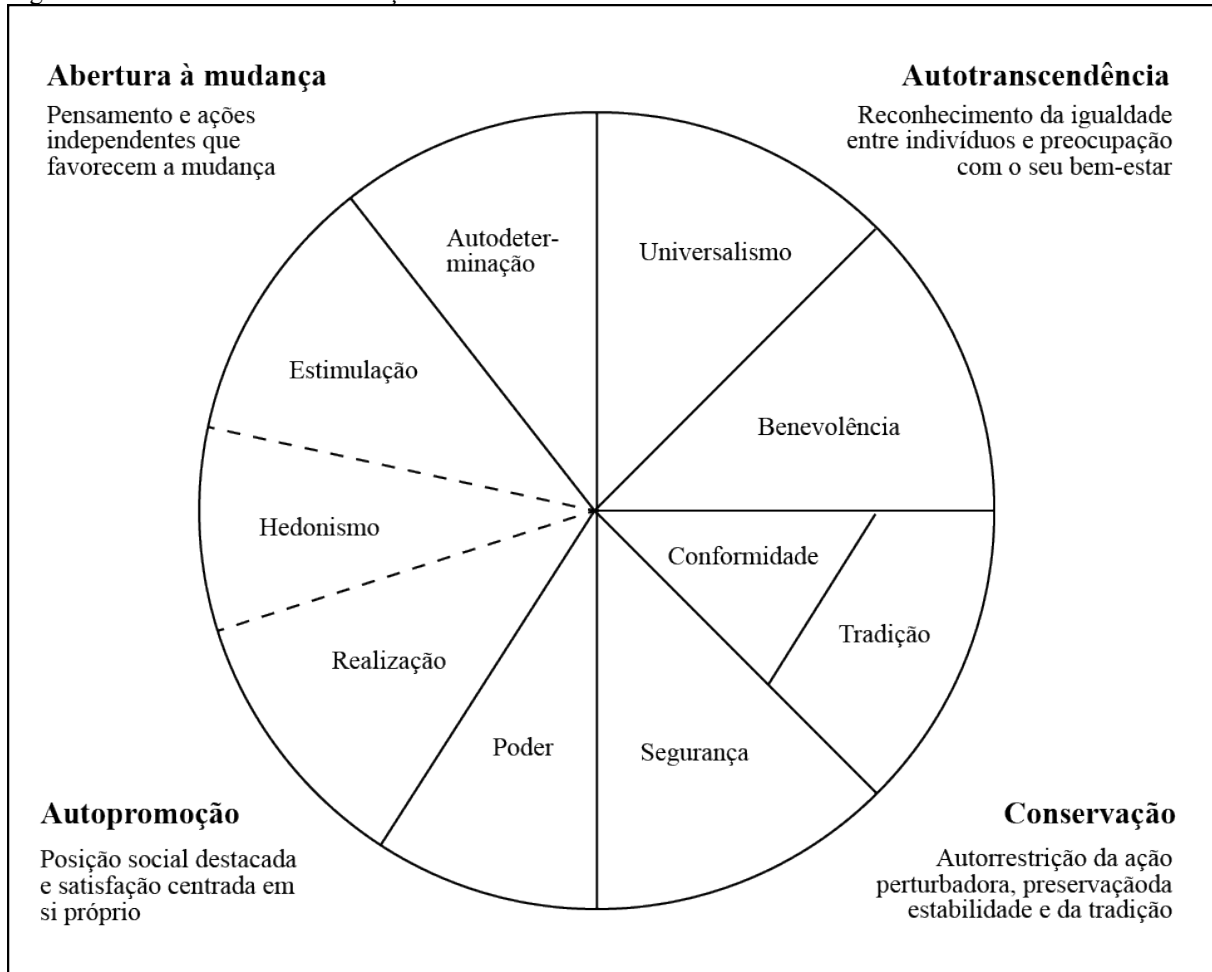 Abertura à mudança
Pensamento e ações
independentes que
favorecem a mudança
Autotranscendência
Reconhecimento da igualdade
entre indivíduos e preocupação
com o seu bem-estar
Autodeter-
minação
Universalismo
Estimulação
Benevolência
Hedonismo
Conformidade
Tradição
Realização
Poder
Segurança
Autopromoção
Posição social destacada
e satisfação centrada em
si próprio
Conservação
Autorrestrição da ação
perturbadora, preservaçãoda
estabilidade e da tradição